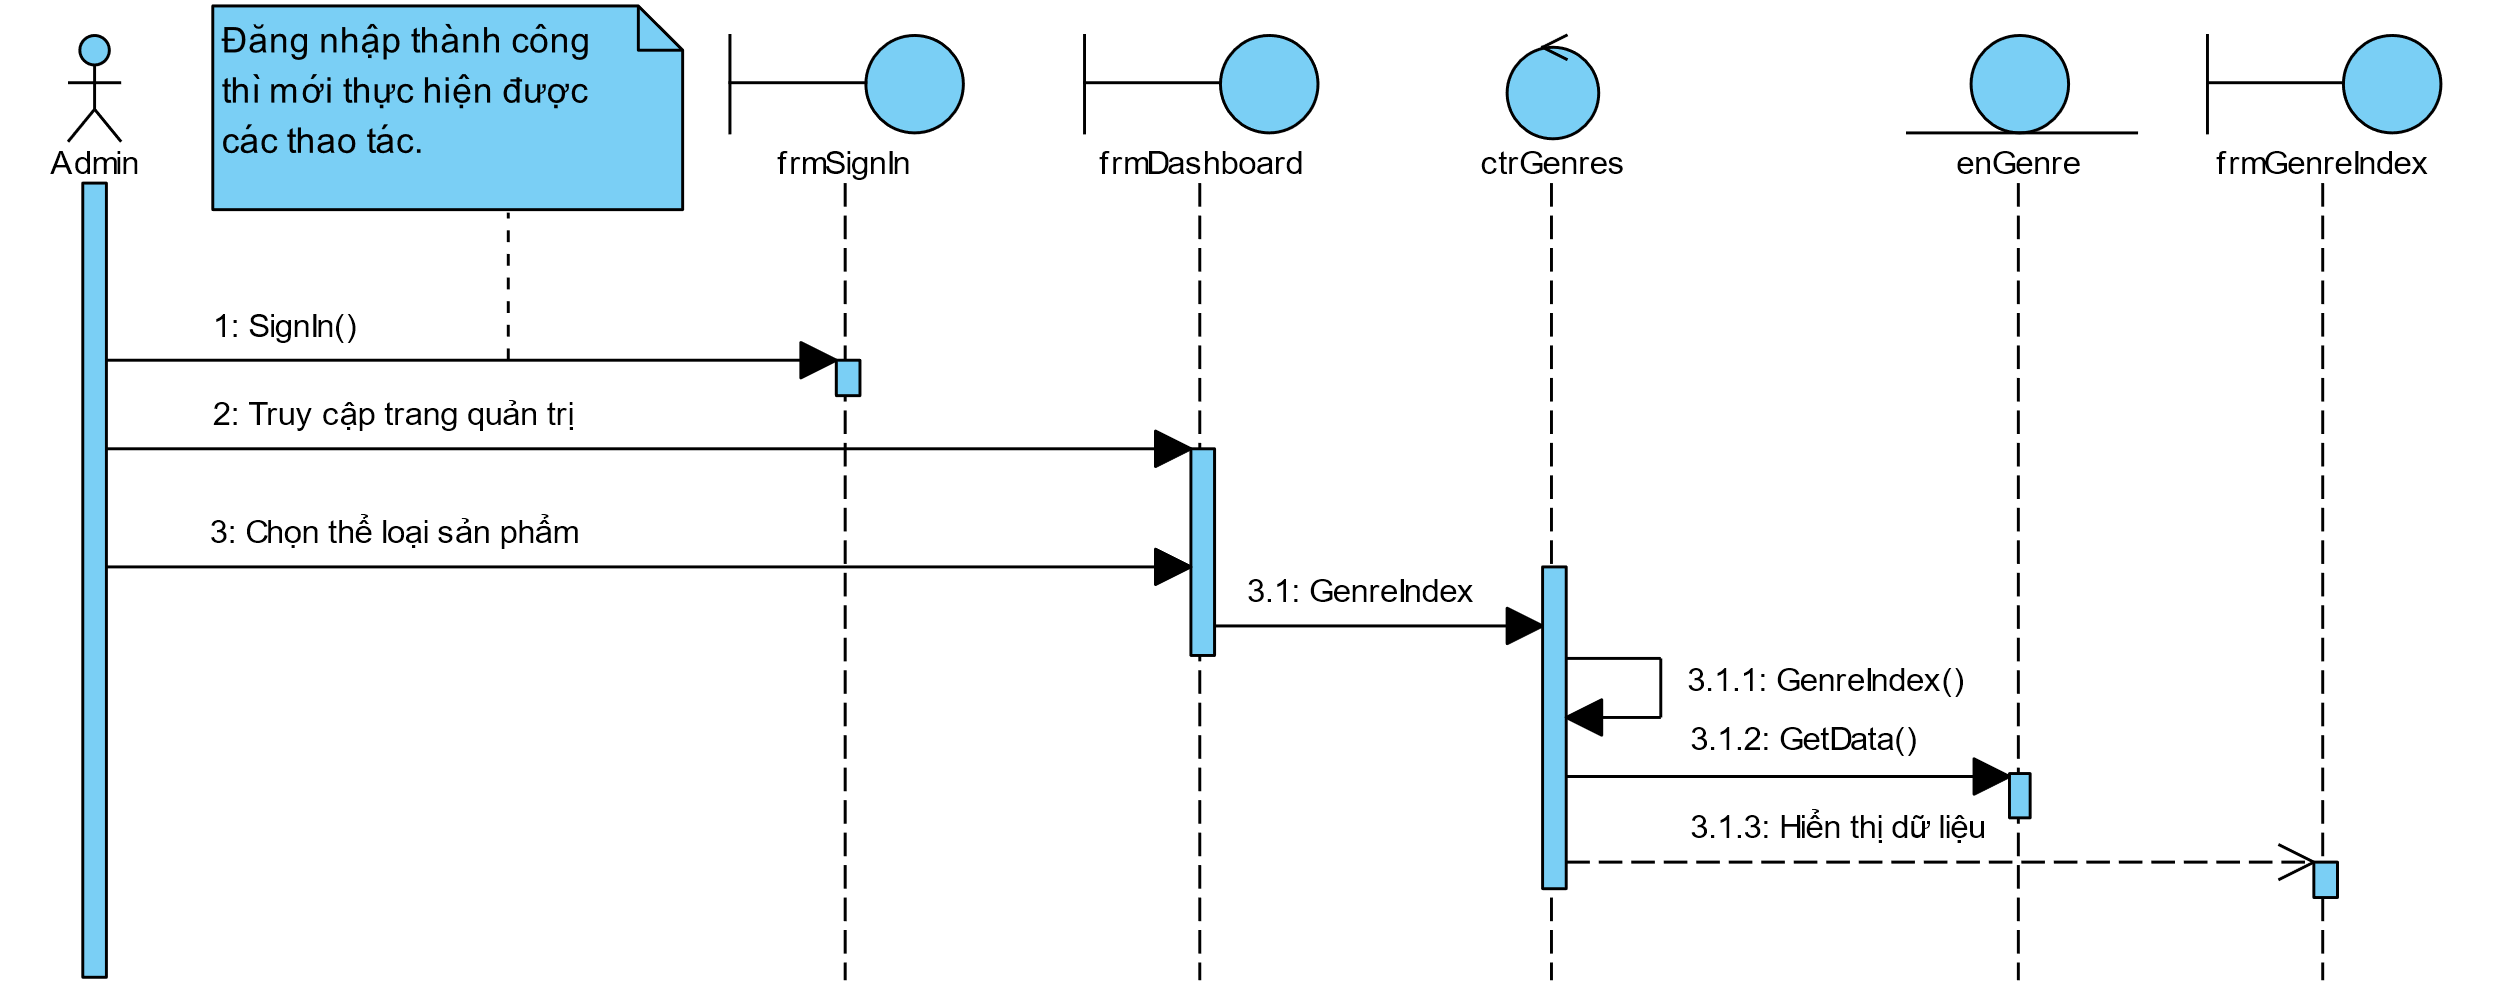 Đăng nhập thành công
thì mới thực hiện được
các thao tác.
Admin
frmSignIn
frmDashboard
ctrGenres
enGenre
frmGenreIndex
1: SignIn()
2: Truy cập trang quản trị
3: Chọn thể loại sản phẩm
3.1: GenreIndex
3.1.1: GenreIndex()
3.1.2: GetData()
3.1.3: Hiển thị dữ liệu